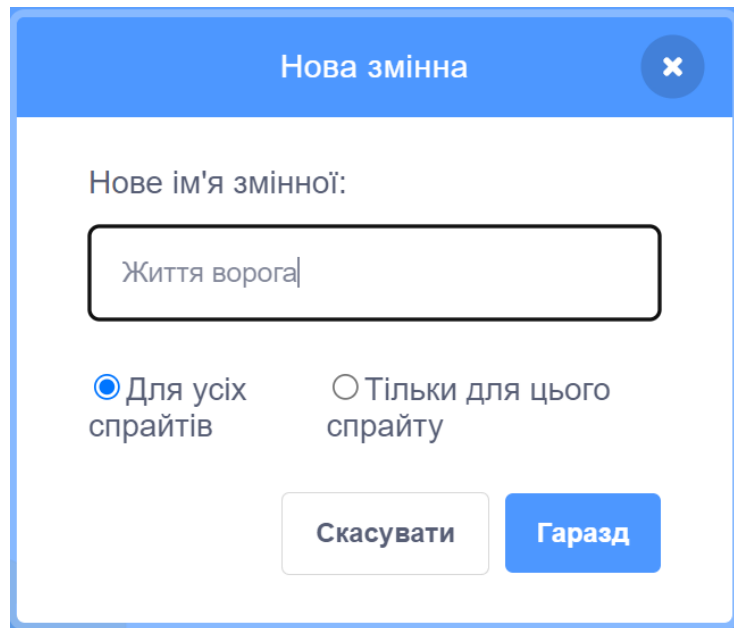 Нова змінна
Нове ім'я змінної:
Життя ворога
Для усіх Тільки для цього
спрайтів спрайту
Скасувати Гаразд